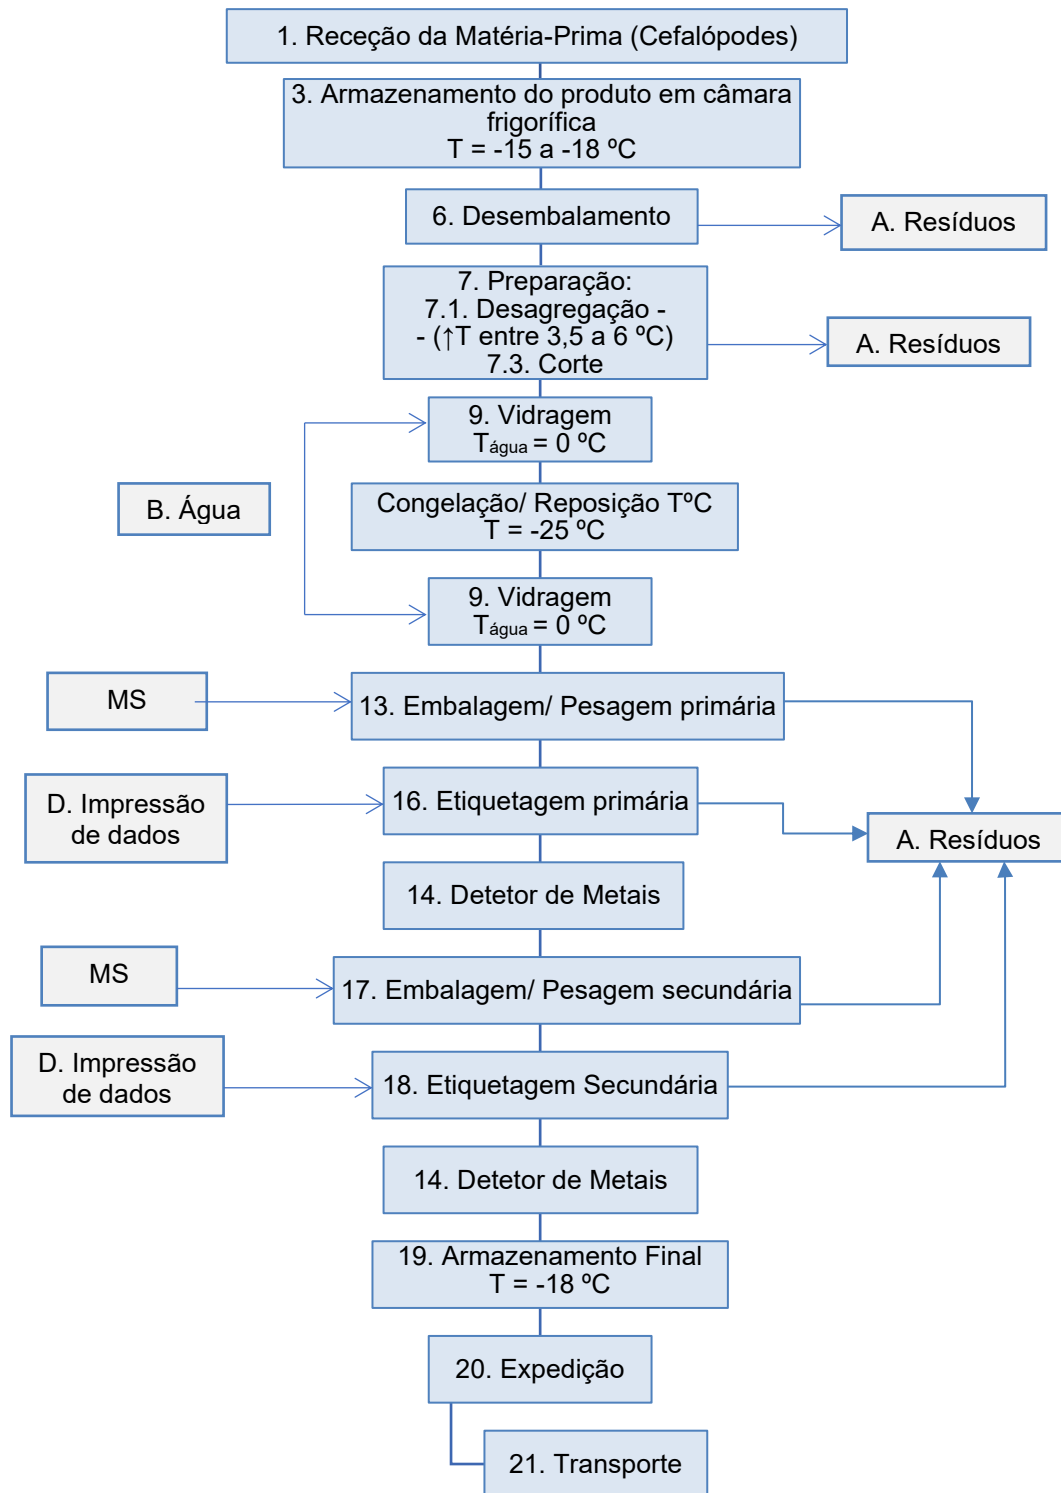 1. Receção da Matéria-Prima (Cefalópodes)
3. Armazenamento do produto em câmara
frigorífica
T = -15 a -18 ºC
6. Desembalamento
A. Resíduos
7. Preparação:
7.1. Desagregação -
- (↑T entre 3,5 a 6 ºC)
7.3. Corte
A. Resíduos
9. Vidragem
Tágua = 0 ºC
B. Água
Congelação/ Reposição TºC
T = -25 ºC
9. Vidragem
Tágua = 0 ºC
MS
13. Embalagem/ Pesagem primária
D. Impressão
de dados
16. Etiquetagem primária
A. Resíduos
14. Detetor de Metais
MS
17. Embalagem/ Pesagem secundária
D. Impressão
de dados
18. Etiquetagem Secundária
14. Detetor de Metais
19. Armazenamento Final
T = -18 ºC
20. Expedição
21. Transporte